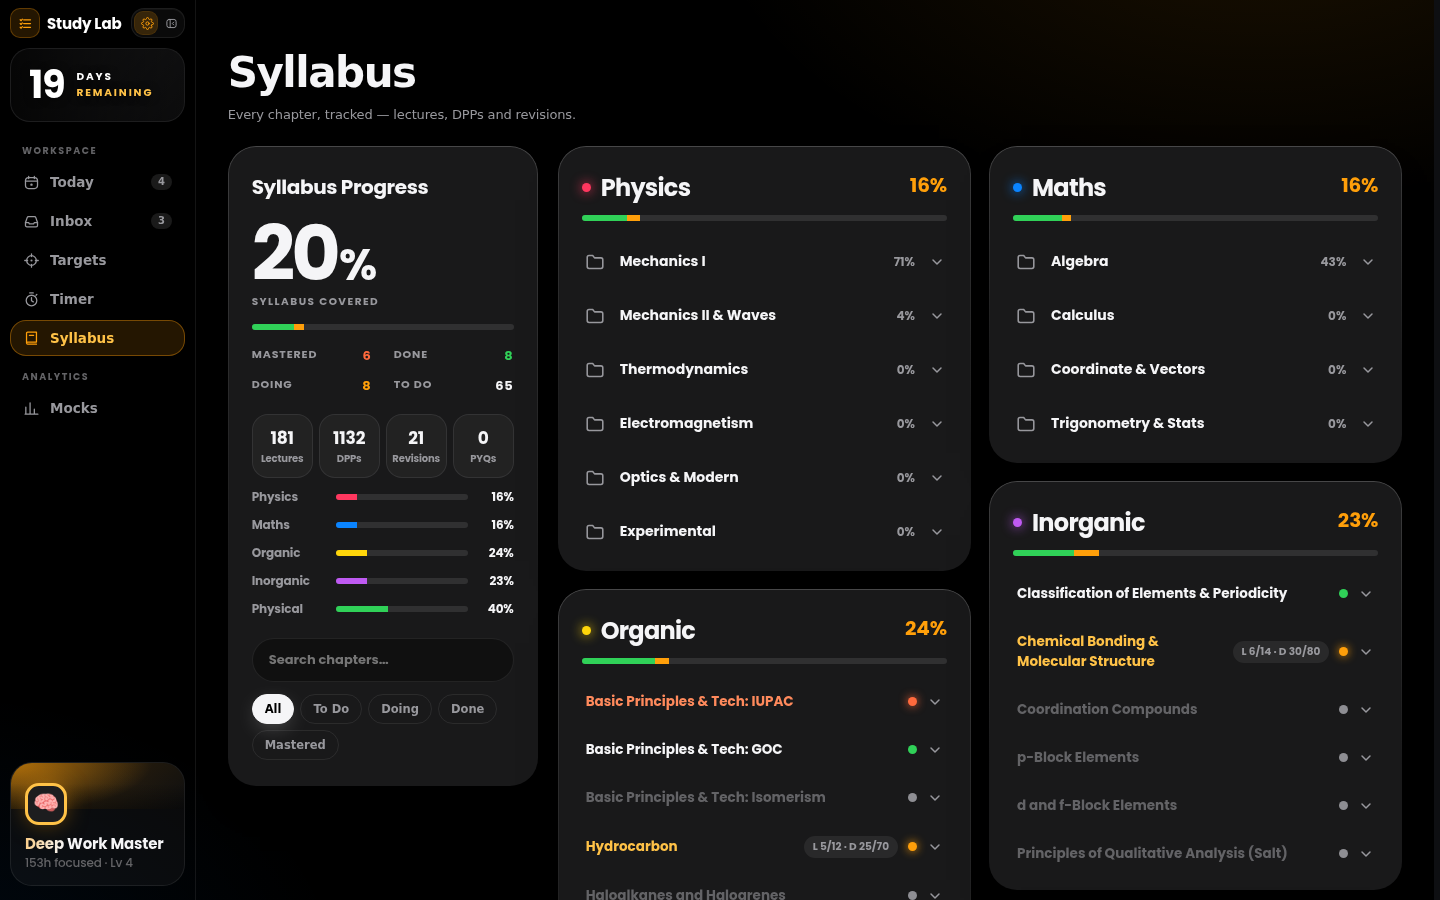 Study Lab
19
DAYS
REMAINING
WORKSPACE
Today 4
Inbox 3
Targets
Timer
Syllabus
ANALYTICS
Mocks
Deep Work Master
153h focused · Lv 4
Syllabus
Every chapter, tracked — lectures, DPPs and revisions.
Syllabus Progress
20%
SYLLABUS COVERED
MASTERED 6 DONE 8
DOING 8 TO DO 65
181 1132 21 0
Lectures DPPs Revisions PYQs
Physics 16%
Maths 16%
Organic 24%
Inorganic 23%
Physical 40%
Search chapters...
All To Do Doing Done
Mastered
Physics 16%
Mechanics I 71%
Mechanics II & Waves 4%
Thermodynamics 0%
Electromagnetism 0%
Optics & Modern 0%
Experimental 0%
Organic 24%
Basic Principles & Tech: IUPAC
Basic Principles & Tech: GOC
Basic Principles & Tech: Isomerism
Hydrocarbon L 5/12 · D 25/70
Haloalkanes and Halogrenes
Maths 16%
Algebra 43%
Calculus 0%
Coordinate & Vectors 0%
Trigonometry & Stats 0%
Inorganic 23%
Classification of Elements & Periodicity
Chemical Bonding &
Molecular Structure L 6/14 · D 30/80
Coordination Compounds
p-Block Elements
d and f-Block Elements
Principles of Qualitative Analysis (Salt)